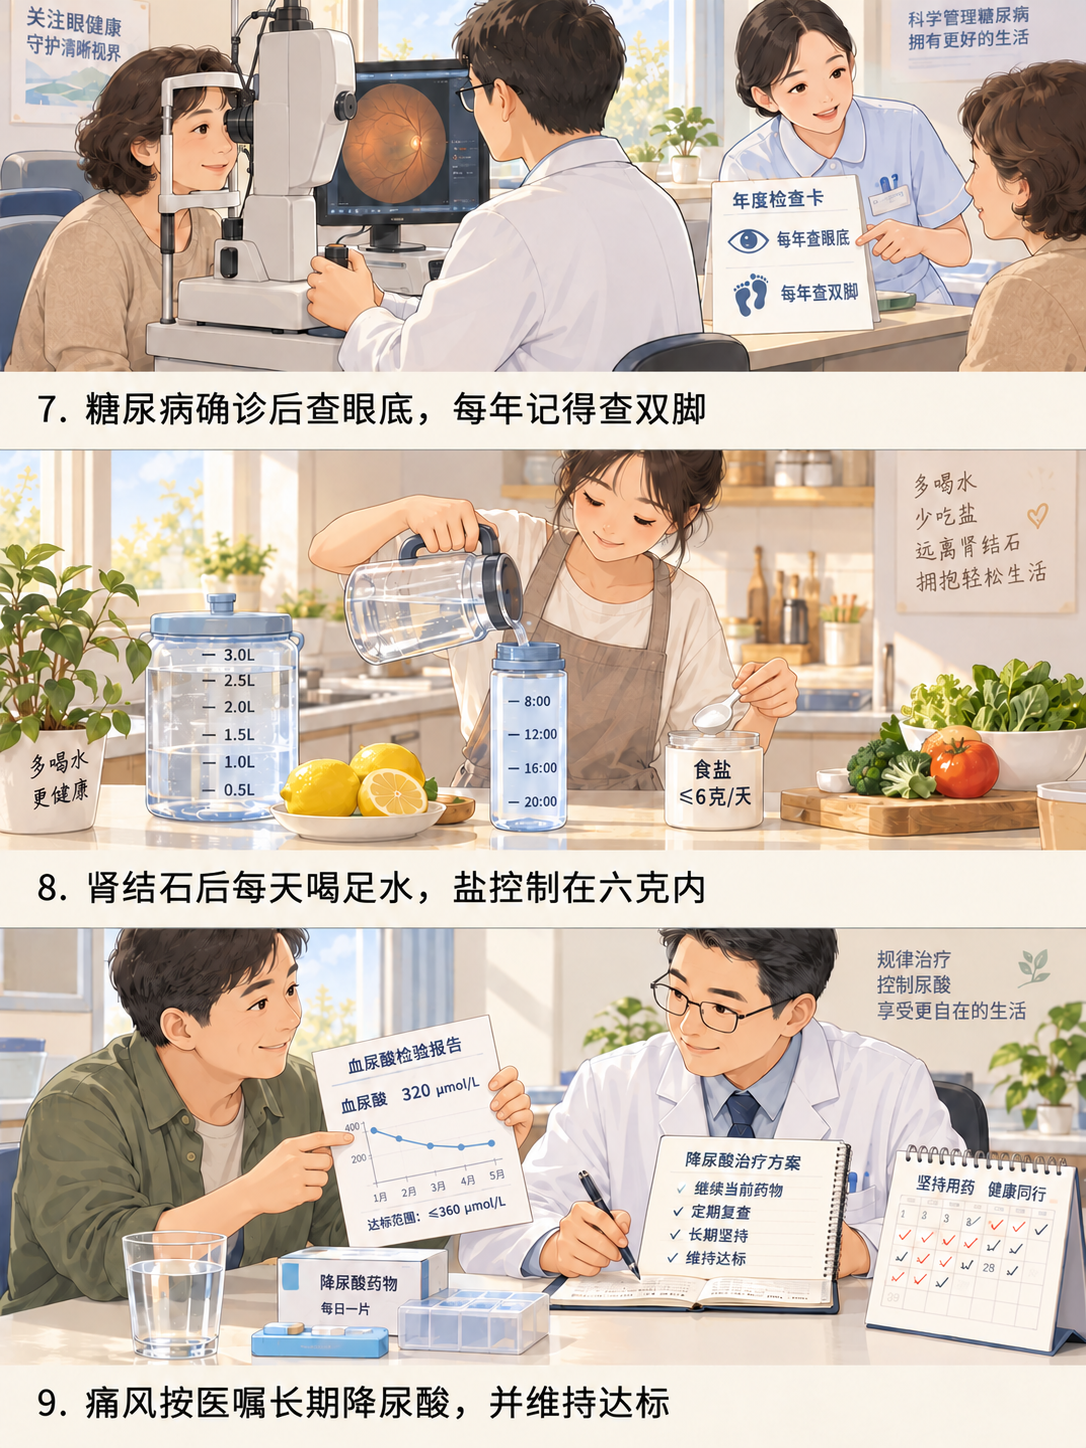 关注眼健康
守护清晰视界
科学管理糖尿病
拥有更好的生活
年度检查卡
每年查眼底
每年查双脚
7. 糖尿病确诊后查眼底，每年记得查双脚
多喝水
少吃盐
远离肾结石
拥抱轻松生活
3.0L
2.5L
2.0L
1.5L
1.0L
0.5L
8:00
12:00
16:00
20:00
食盐
≤6克/天
多喝水
更健康
8. 肾结石后每天喝足水，盐控制在六克内
规律治疗
控制尿酸
享受更自在的生活
血尿酸检验报告
血尿酸 320 μmol/L
400
200
1月 2月 3月 4月 5月
达标范围：≤360 μmol/L
降尿酸治疗方案
✓ 继续当前药物
✓ 定期复查
✓ 长期坚持
✓ 维持达标
坚持用药 健康同行
3 3
28
降尿酸药物
每日一片
9. 痛风按医嘱长期降尿酸，并维持达标